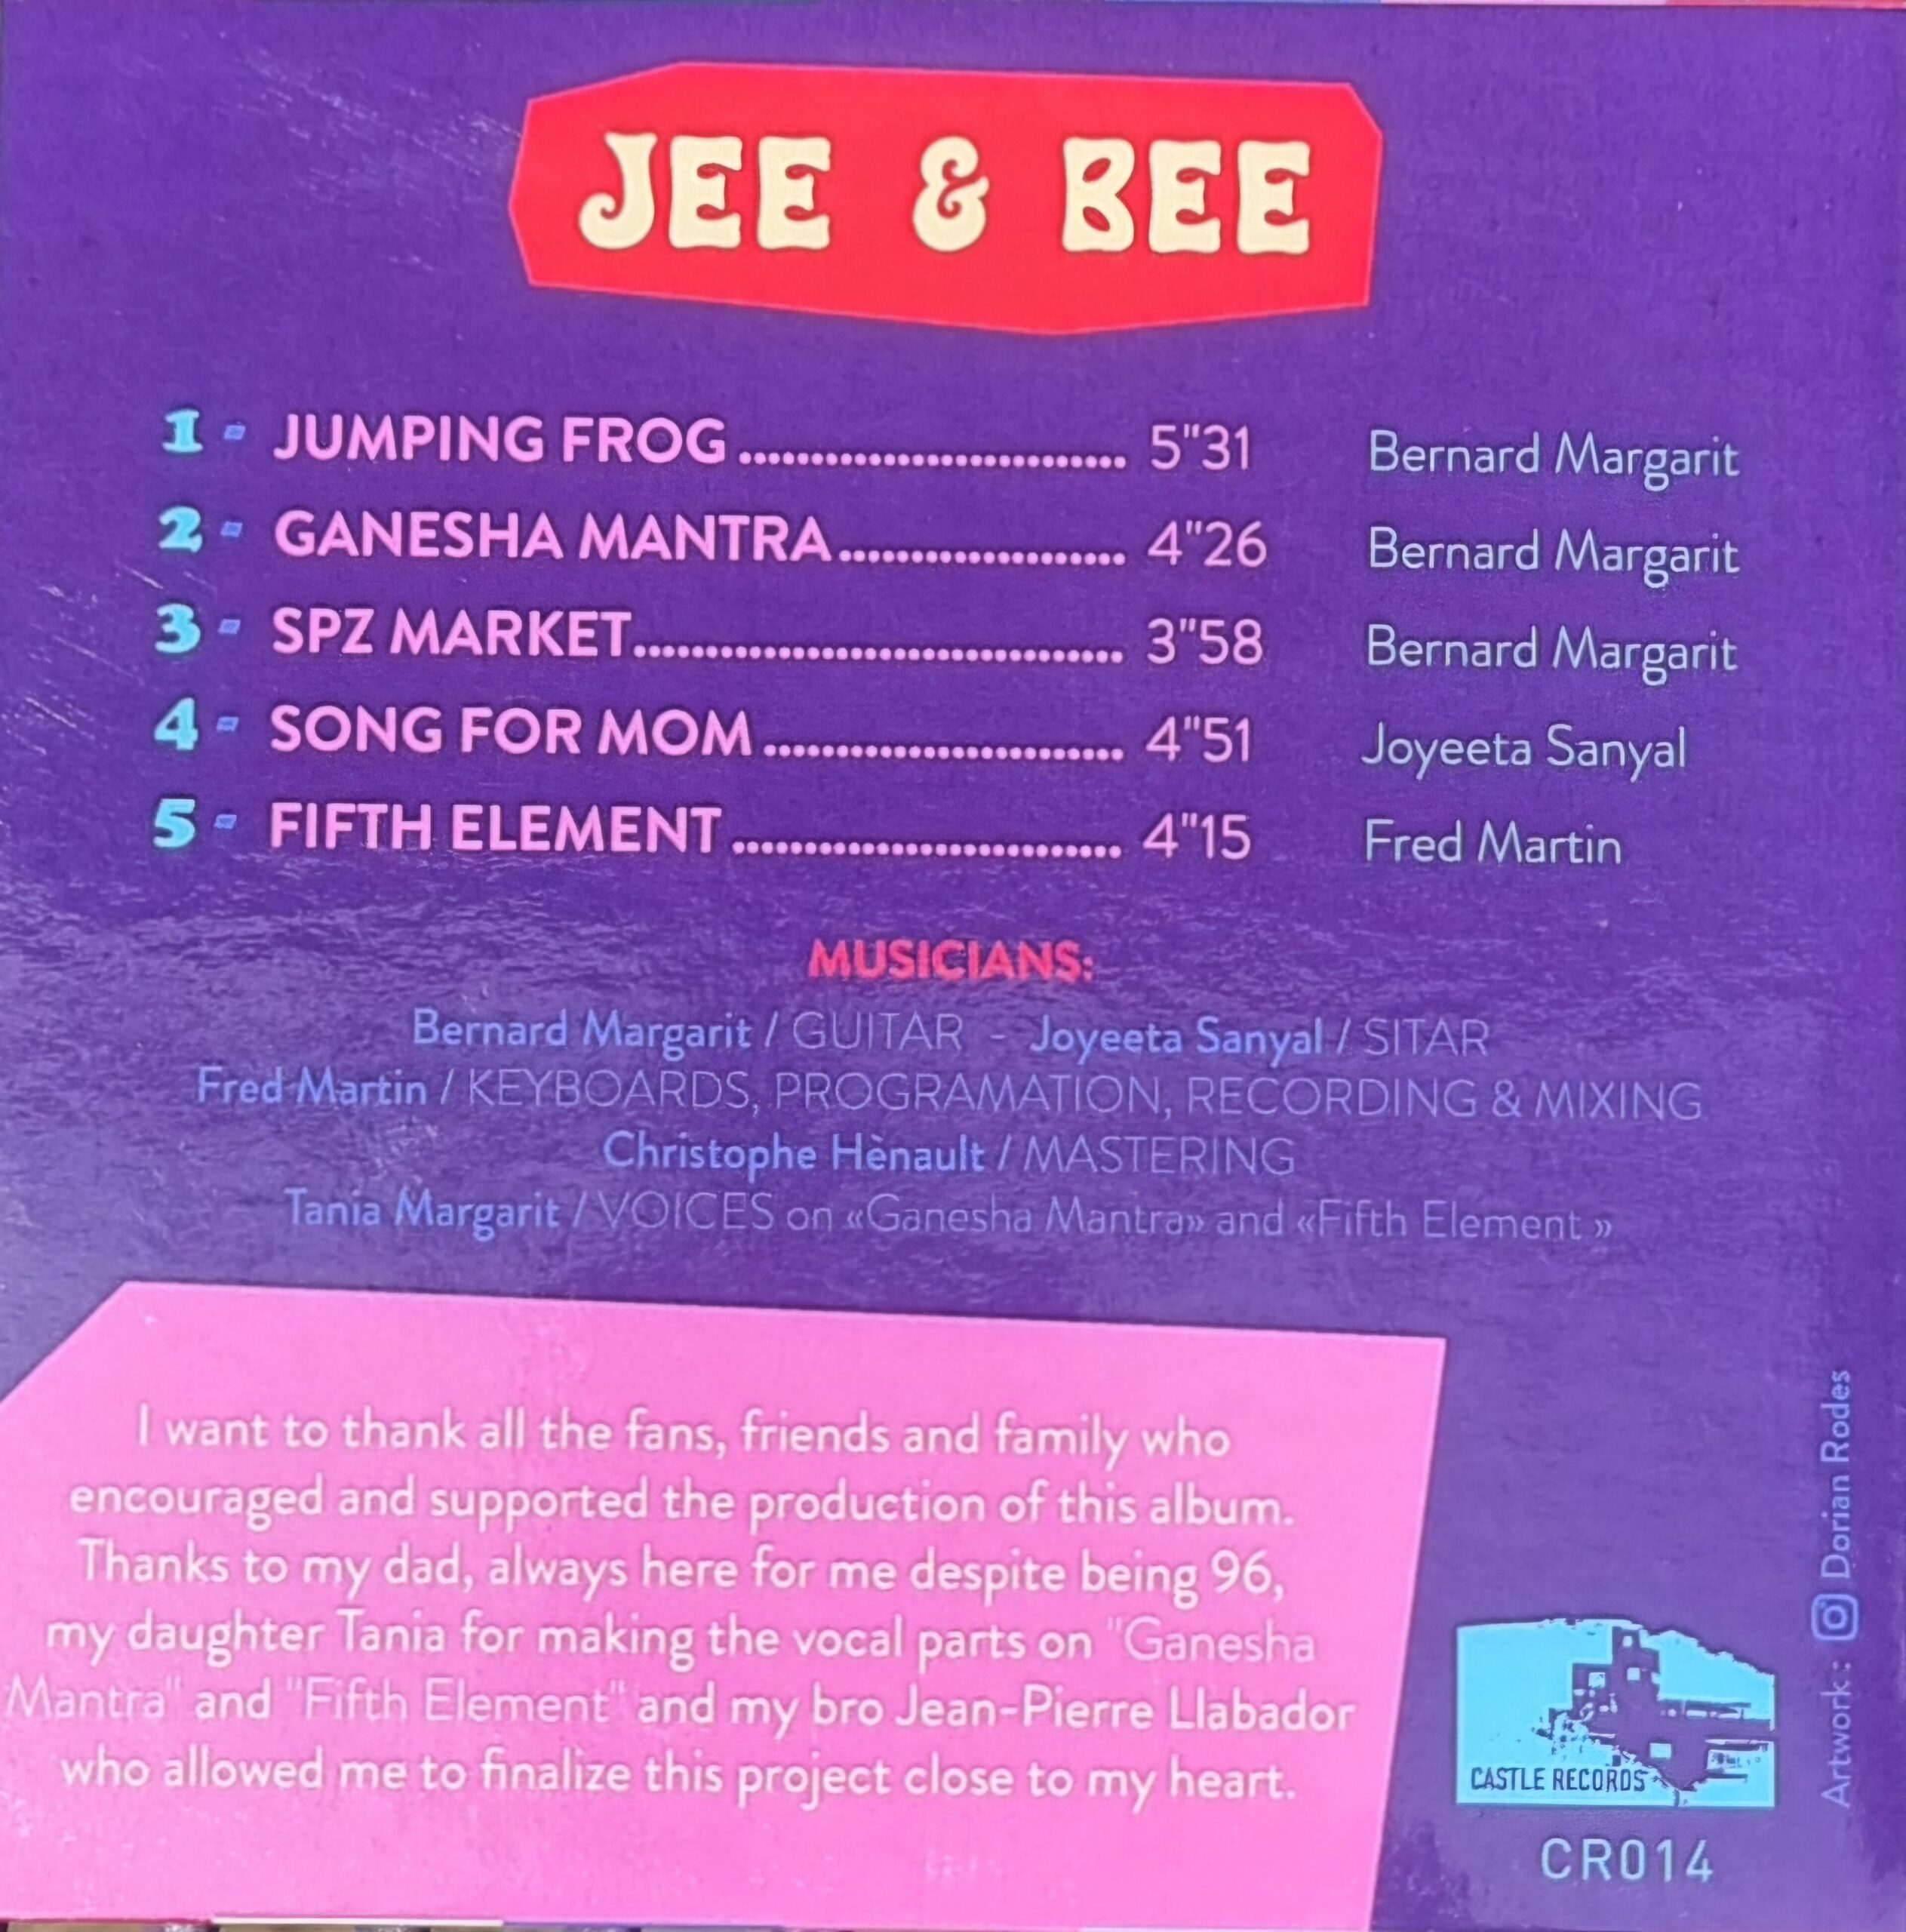 JEE & BEE
1 - JUMPING FROG........................... 5"31 Bernard Margarit
2 - GANESHA MANTRA.................... 4"26 Bernard Margarit
3 - SPZ MARKET.................................. 3"58 Bernard Margarit
4 - SONG FOR MOM......................... 4"51 Joyeeta Sanyal
5 - FIFTH ELEMENT........................... 4"15 Fred Martin
MUSICIANS:
Bernard Margarit / GUITAR - Joyeeta Sanyal / SITAR
Fred Martin / KEYBOARDS, PROGRAMATION, RECORDING & MIXING
Christophe Hènault / MASTERING
Tania Margarit / VOICES on «Ganesha Mantra» and «Fifth Element »
I want to thank all the fans, friends and family who
encouraged and supported the production of this album.
Thanks to my dad, always here for me despite being 96,
my daughter Tania for making the vocal parts on "Ganesha
Mantra" and "Fifth Element" and my bro Jean-Pierre Llabador
who allowed me to finalize this project close to my heart.
CASTLE RECORDS
CR014
Artwork: Dorian Rodes